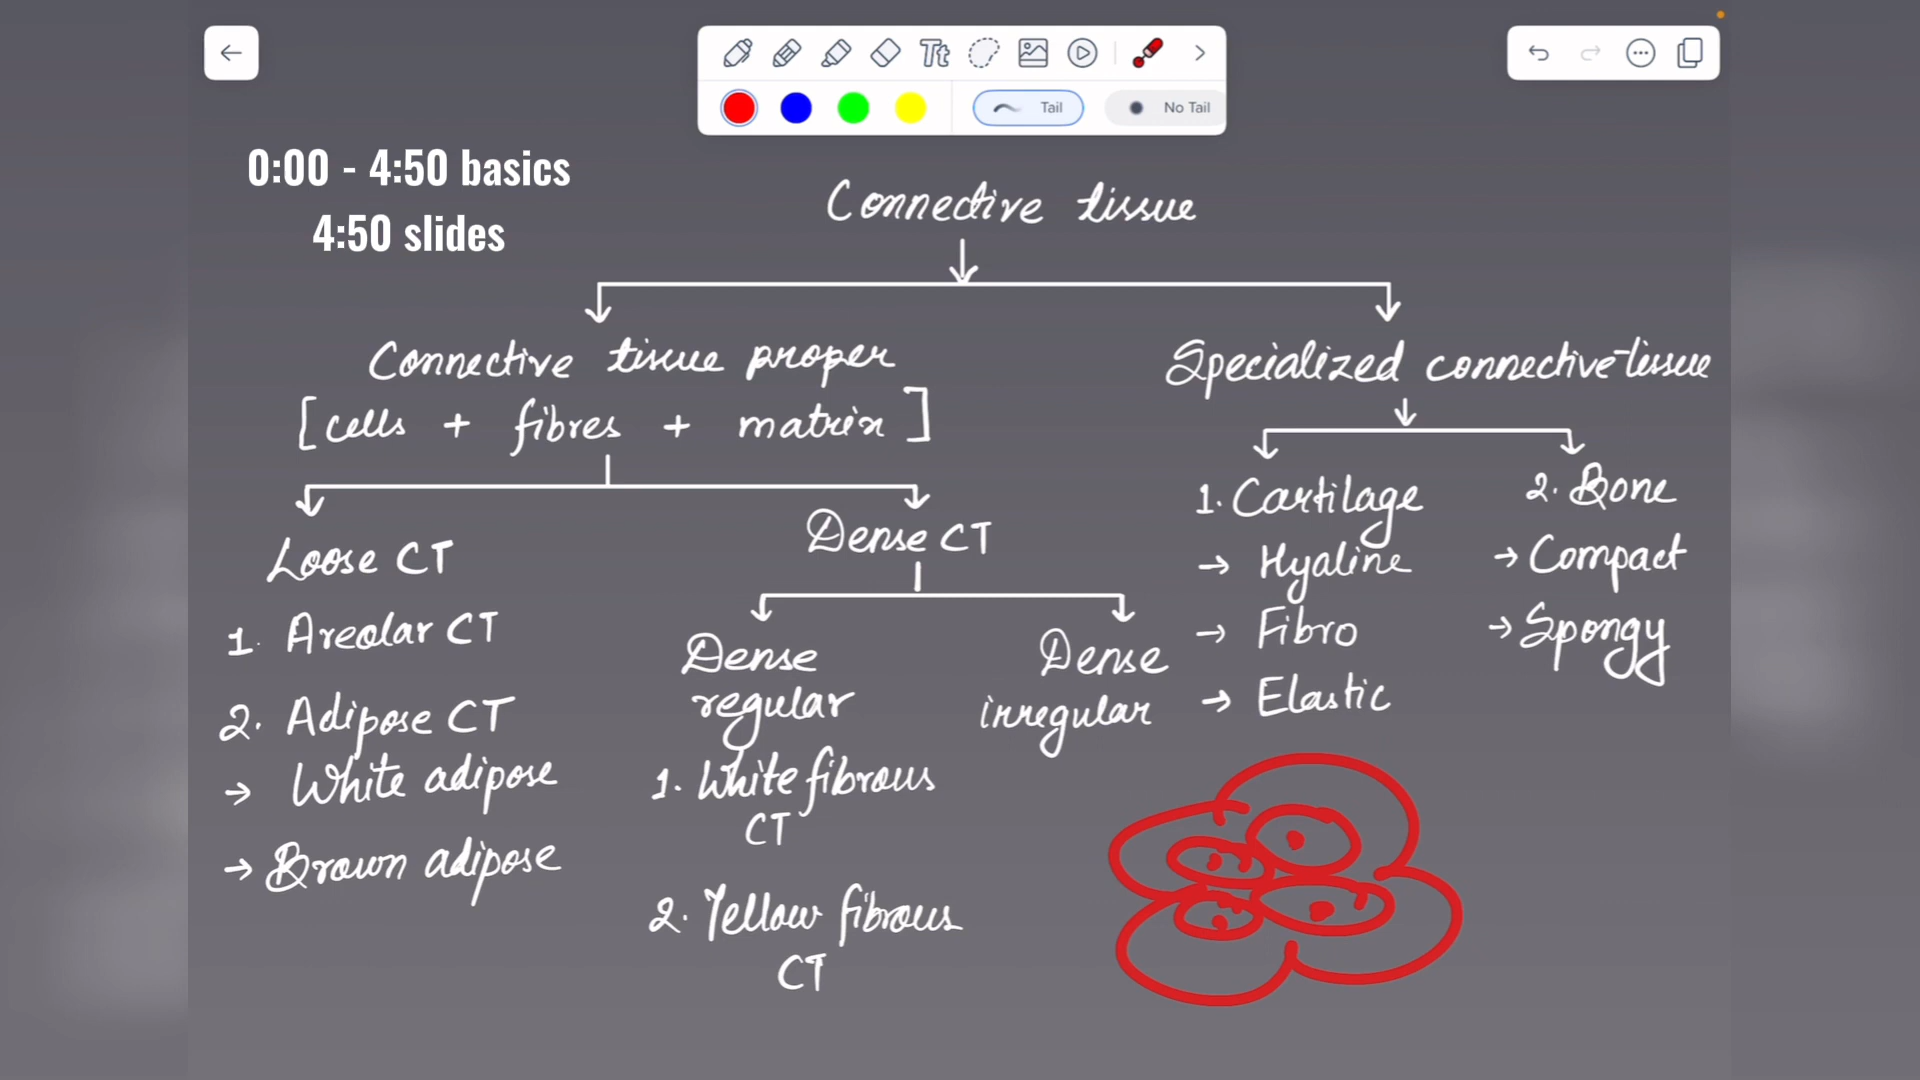 Tail
No Tail
0:00 - 4:50 basics
4:50 slides
Connective tissue
Connective tissue proper
[cells + fibres + matrix]
Loose CT
1. Areolar CT
2. Adipose CT
→ White adipose
→ Brown adipose
Dense CT
Dense
regular
1. White fibrous
CT
2. Yellow fibrous
CT
Dense
irregular
Specialized connective tissue
1. Cartilage
→ Hyaline
→ Fibro
→ Elastic
2. Bone
→ Compact
→ Spongy